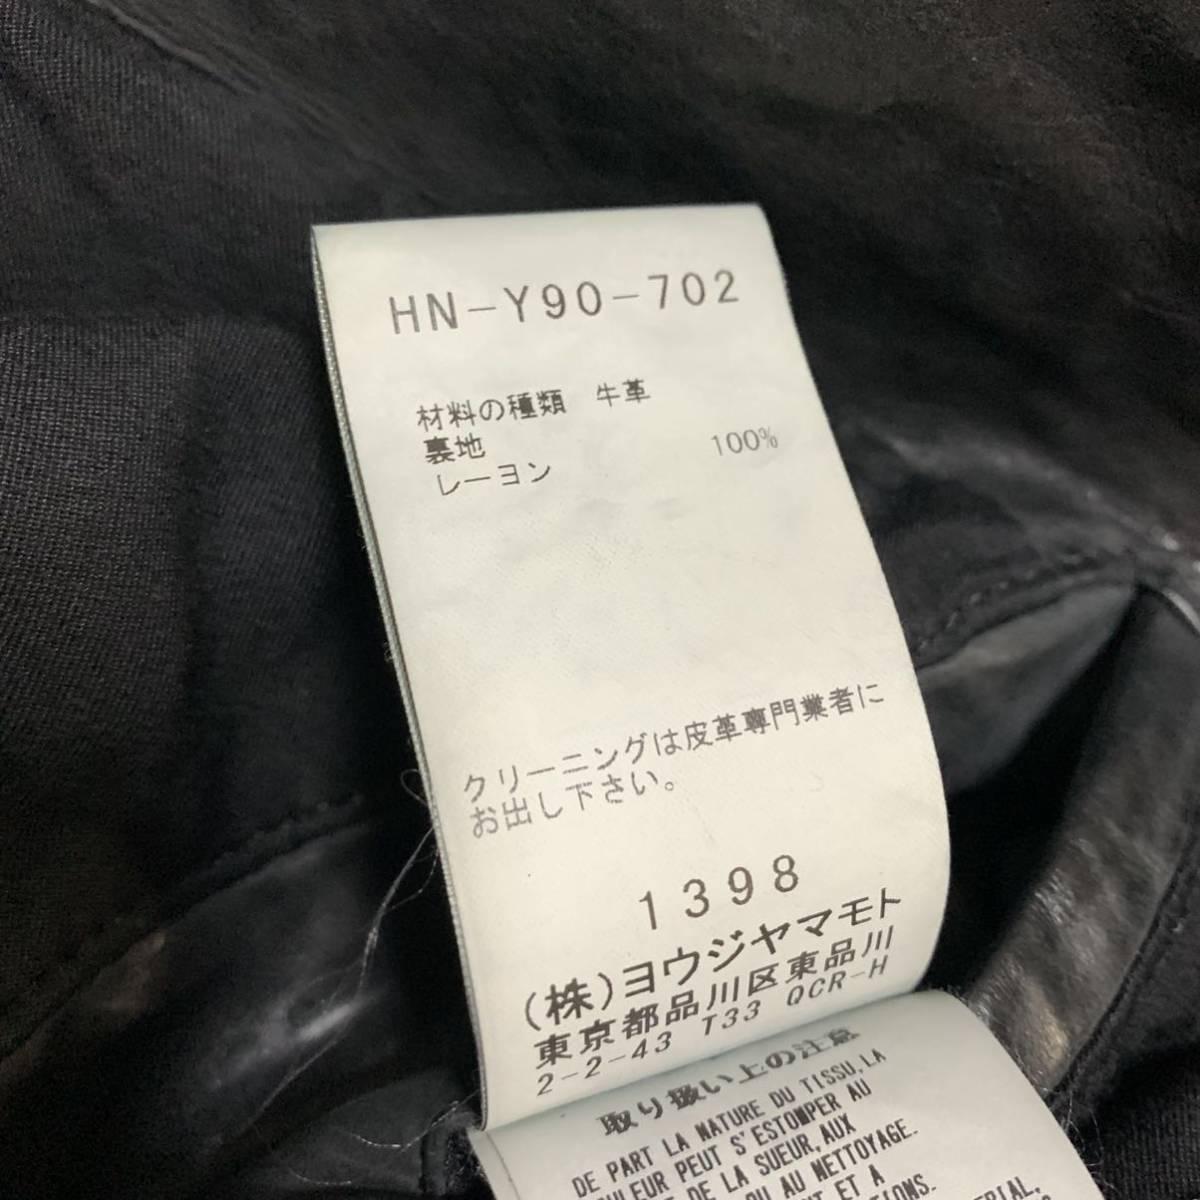 HN-Y90-702
材料の種類 牛革
裏地
レーヨン 100%
クリーニングは皮革専門業者に
お出し下さい。
1398
(株)ヨウジヤマモト
東京都品川区東品川
2-2-43 T33 QCR-H
取り扱い上の注意
DE PART LA NATURE DU TISSU, LA
OULEUR PEUT S'ESTOMPER AU
DE LA SUEUR, AUX
OU AU NETTOYAGE.
ET A